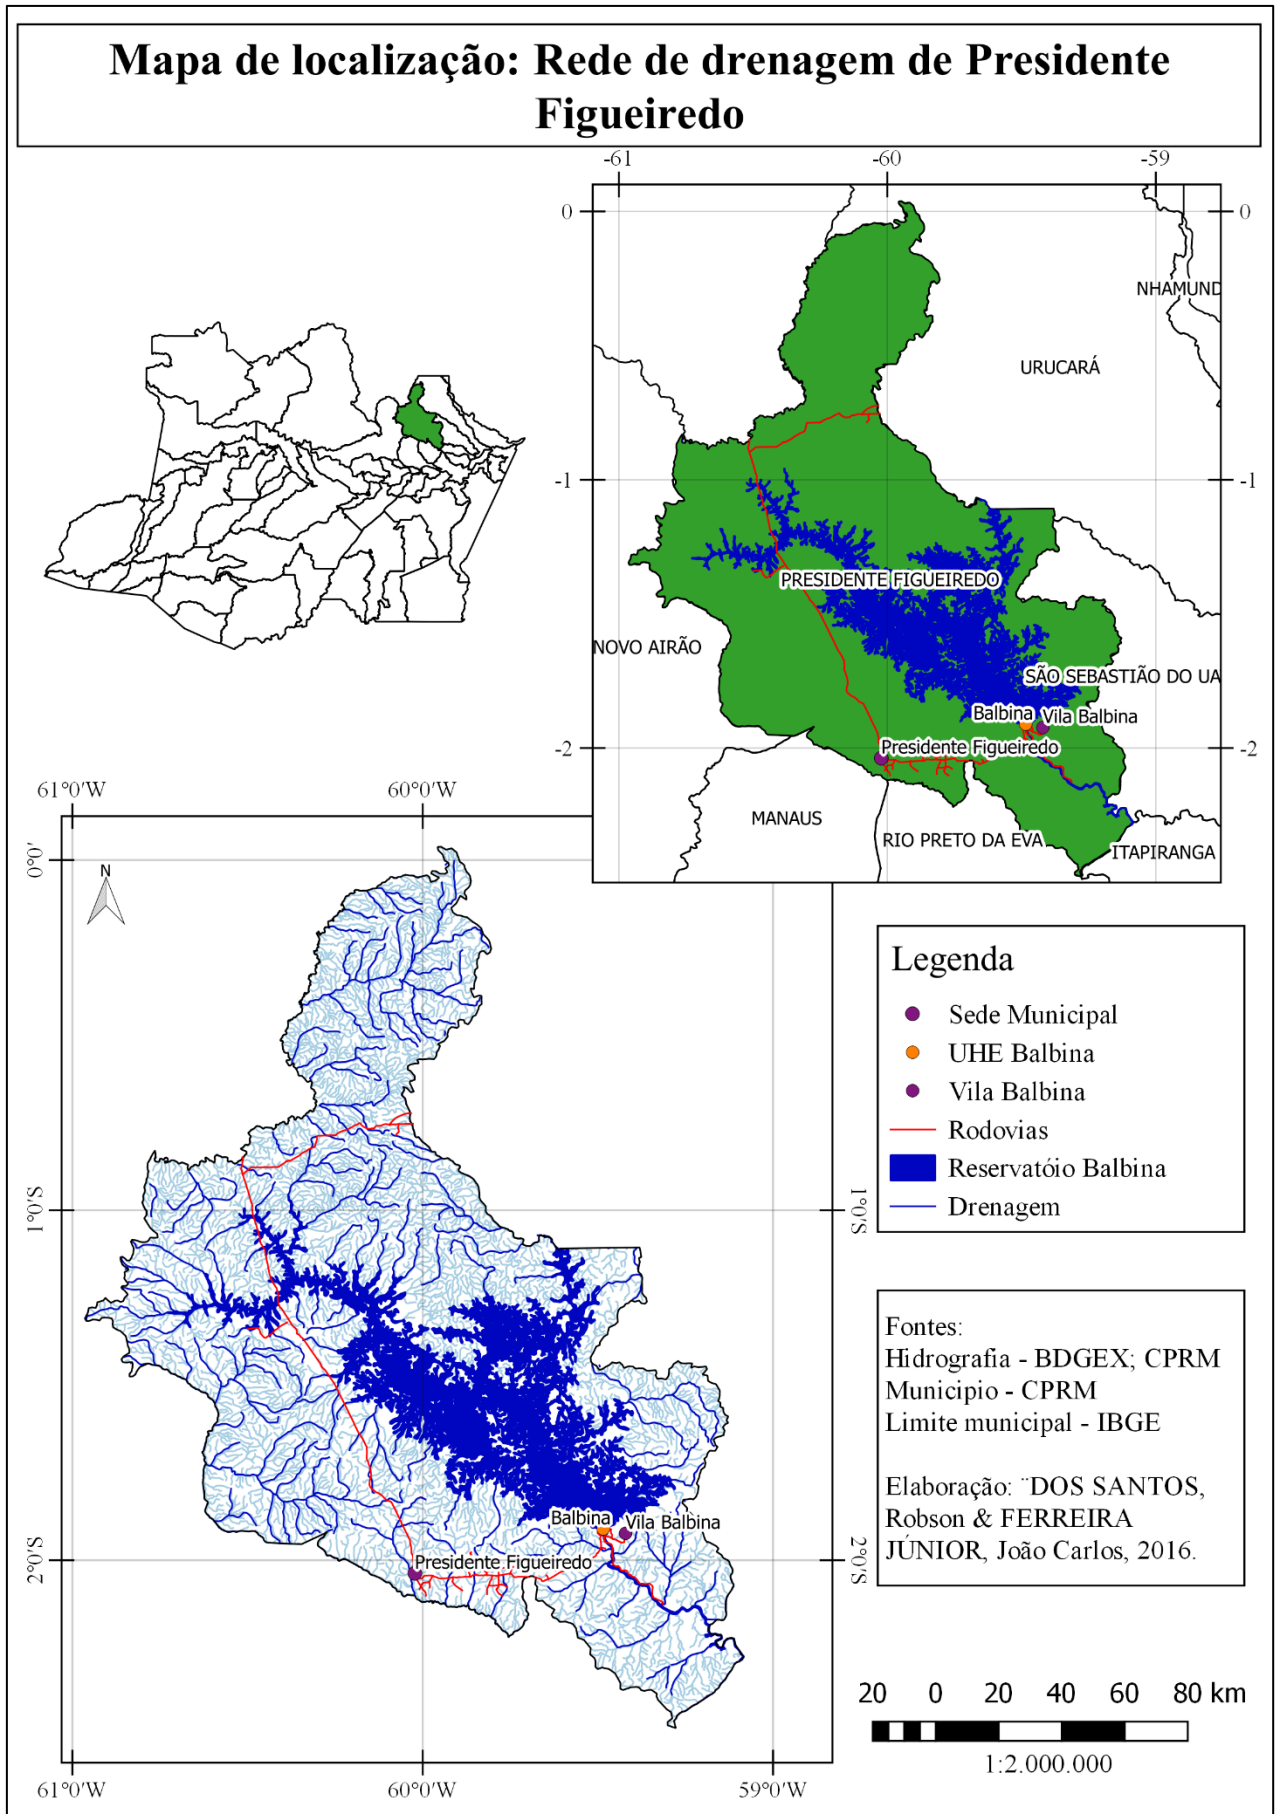 Mapa de localização: Rede de drenagem de Presidente
Figueiredo
-61
-60
-59
0
0
NHAMUND
URUCARÁ
-1
-1
PRESIDENTE FIGUEIREDO
NOVO AIRÃO
SÃO SEBASTIÃO DO UA
Balbina
Vila Balbina
Presidente Figueiredo
-2
-2
MANAUS
RIO PRETO DA EVA
ITAPIRANGA
61°0'W
60°0'W
0°0'
N
1°0'S
Balbina
Vila Balbina
Presidente Figueiredo
2°0'S
1°0'S
2°0'S
61°0'W
60°0'W
59°0'W
Legenda
Sede Municipal
UHE Balbina
Vila Balbina
Rodovias
Reservatóio Balbina
Drenagem
Fontes:
Hidrografia - BDGEX; CPRM
Municipio - CPRM
Limite municipal - IBGE
Elaboração: ¨DOS SANTOS,
Robson & FERREIRA
JÚNIOR, João Carlos, 2016.
20 0 20 40 60 80 km
1:2.000.000